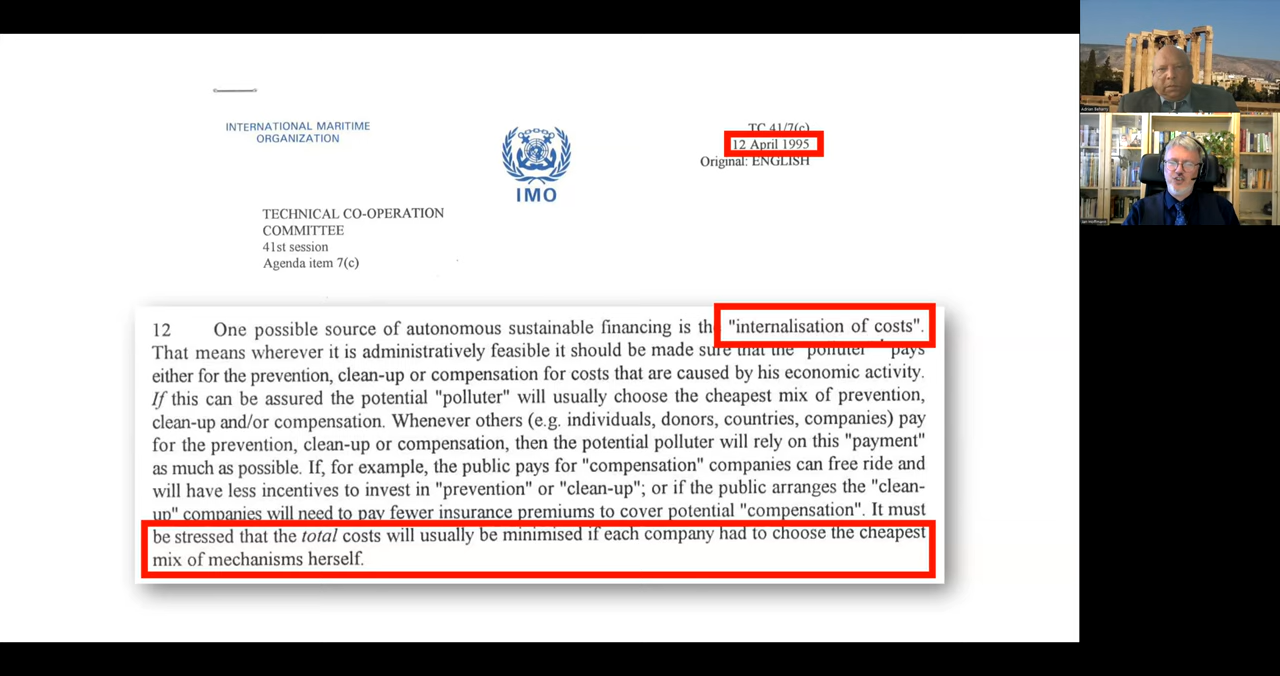 INTERNATIONAL MARITIME
ORGANIZATION
IMO
TC 41/7(c)
12 April 1995
Original: ENGLISH
TECHNICAL CO-OPERATION
COMMITTEE
41st session
Agenda item 7(c)
12 One possible source of autonomous sustainable financing is the "internalisation of costs".
That means wherever it is administratively feasible it should be made sure that the "polluter" pays
either for the prevention, clean-up or compensation for costs that are caused by his economic activity.
If this can be assured the potential "polluter" will usually choose the cheapest mix of prevention,
clean-up and/or compensation. Whenever others (e.g. individuals, donors, countries, companies) pay
for the prevention, clean-up or compensation, then the potential polluter will rely on this "payment"
as much as possible. If, for example, the public pays for "compensation" companies can free ride and
will have less incentives to invest in "prevention" or "clean-up"; or if the public arranges the "clean-
up" companies will need to pay fewer insurance premiums to cover potential "compensation". It must
be stressed that the total costs will usually be minimised if each company had to choose the cheapest
mix of mechanisms herself.
Adrian
Jan